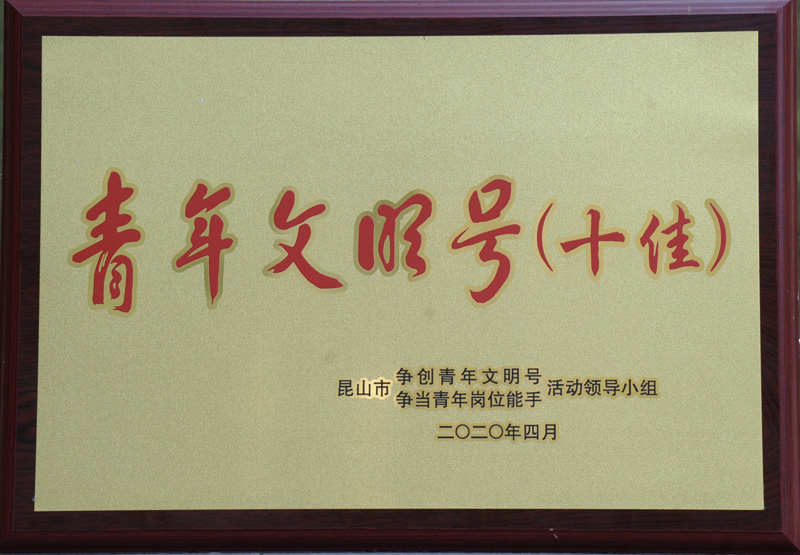 青年文明号(十佳)
昆山市 争创青年文明号 活动领导小组
争当青年岗位能手
二〇二〇年四月